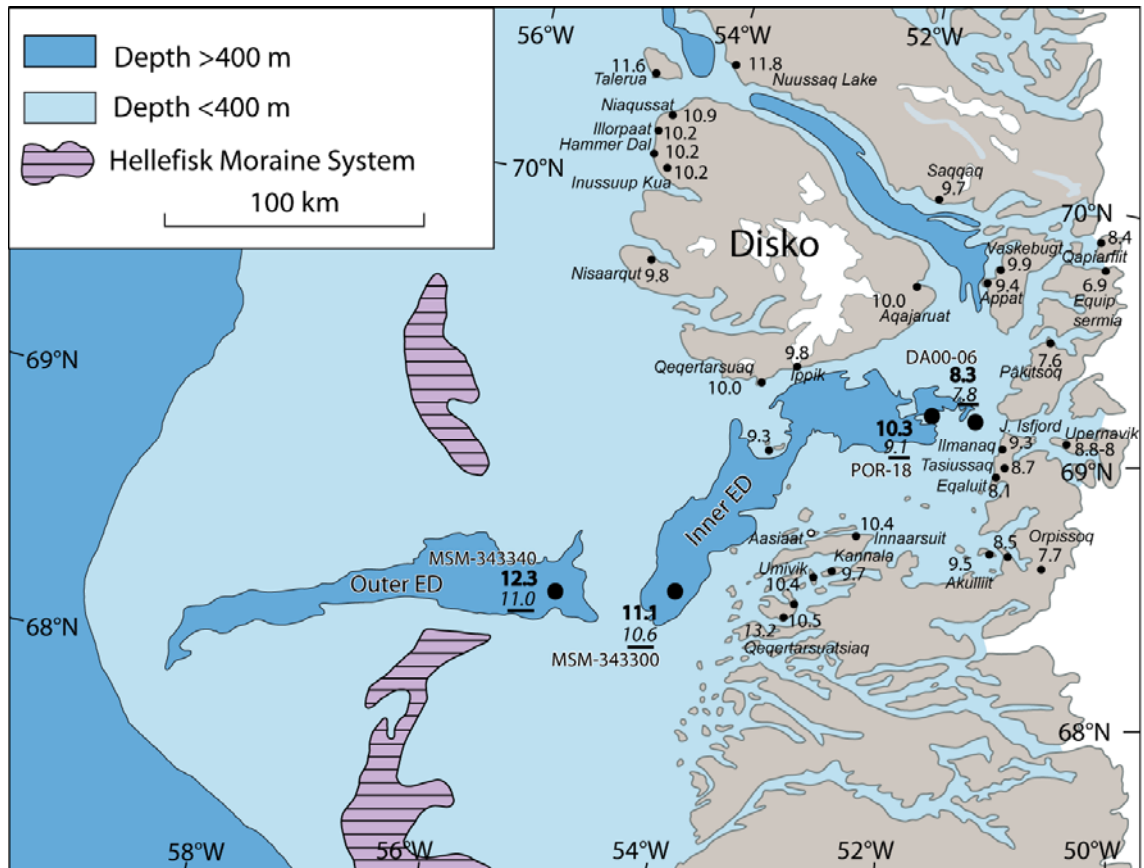 56°W
54°W
52°W
Depth >400 m
Depth <400 m
Hellefisk Moraine System
100 km
11.6
Talerua
11.8
Nuussaq Lake
Niaqussat
10.9
Illorpaat
10.2
Hammer Dal
10.2
10.2
Inussuup Kua
70°N
Saqqaq
9.7
70°N
Disko
Nisaarqut
9.8
Vaskebugt
9.9
8.4
Qapiarfiit
9.4
Appat
6.9
Equip
sermia
10.0
Aqajaruat
69°N
Qeqertarsuaq
10.0
9.8
Ippik
DA00-06
8.3
7.8
7.6
Pâkitsoq
10.3
9.1
POR-18
9.3
J. Isfjord
Ilmanaq
9.3
Upernavik
8.8-8
Tasiussaq
8.7
Eqaluit
8.1
69°N
Inner ED
10.4
Aasiaat
Innaarsuit
Kannala
9.7
Umivik
10.4
9.5
8.5
Akulliit
Orpissoq
7.7
MSM-343340
12.3
11.0
Outer ED
11.1
10.6
MSM-343300
13.2
10.5
Qeqertarsuatsiaq
68°N
68°N
58°W
56°W
54°W
52°W
50°W